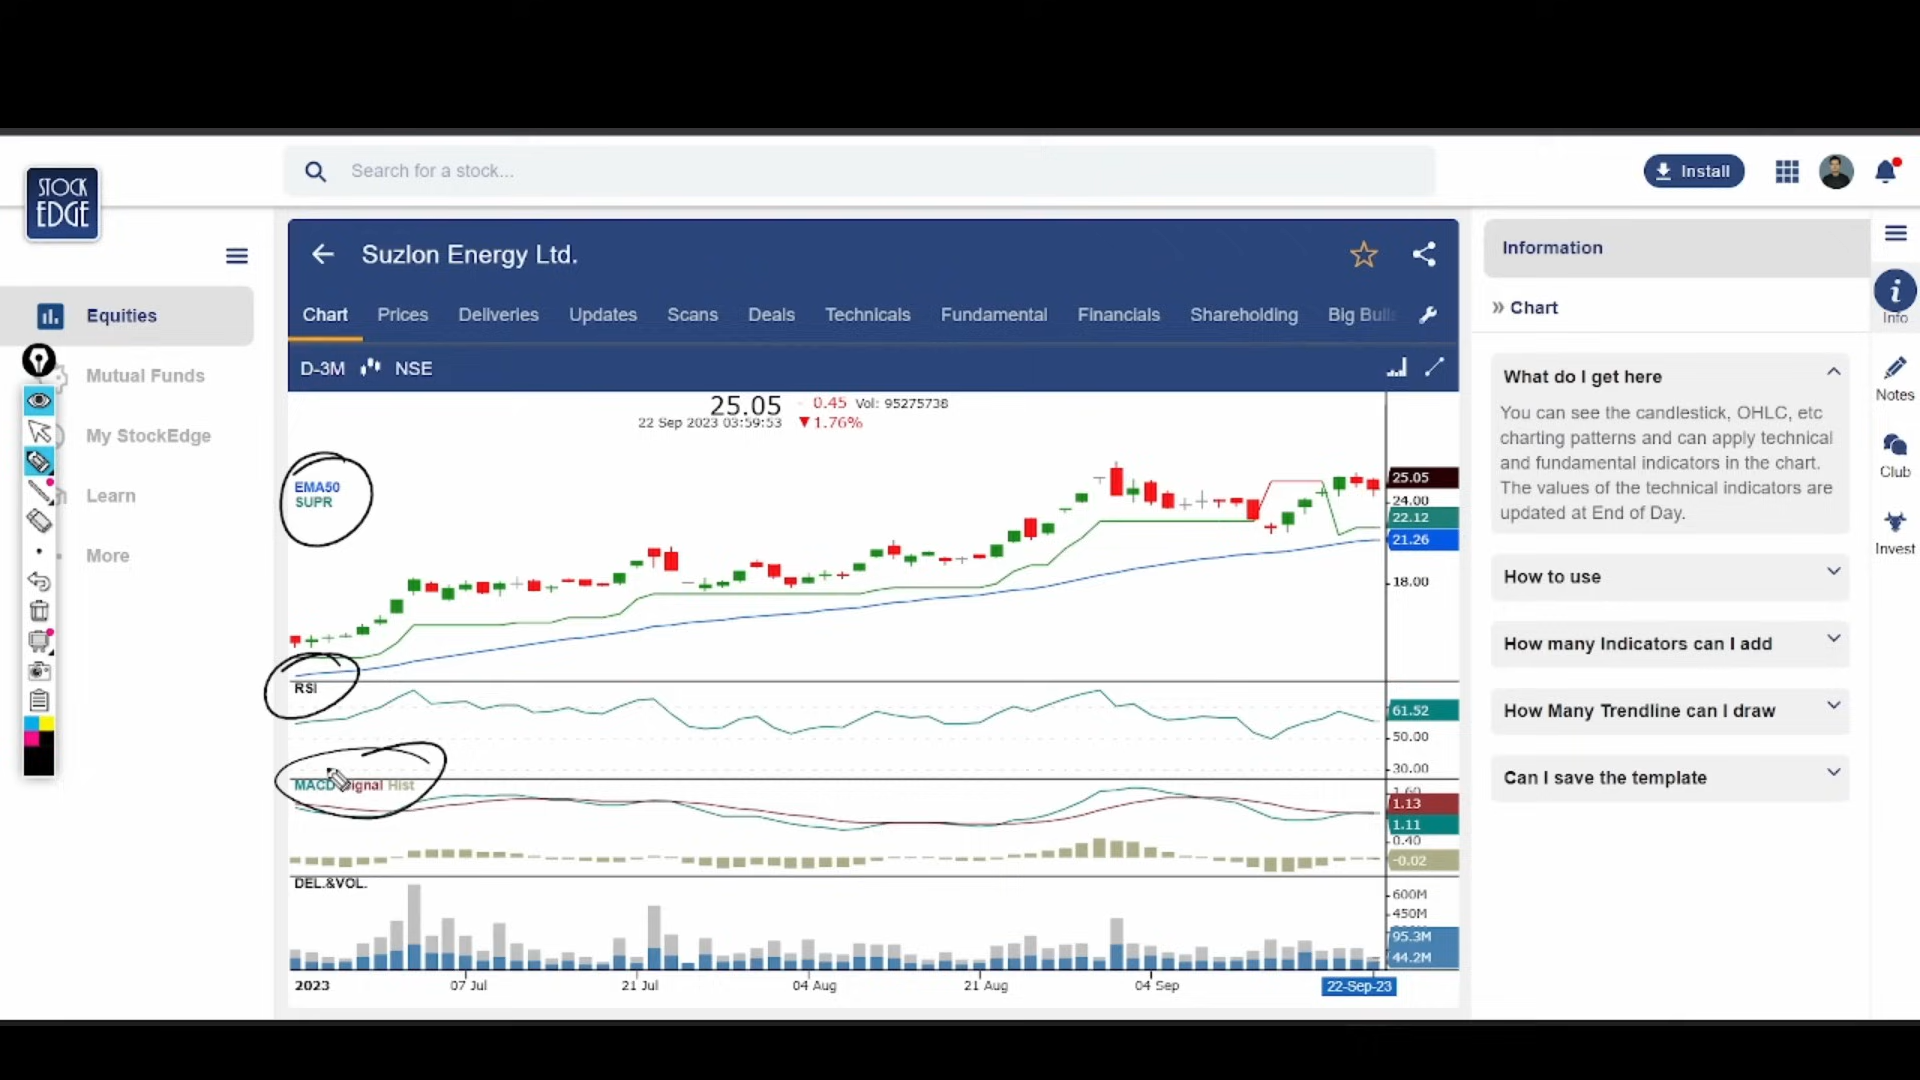 STOCK
EDGE
Search for a stock...
Install
Equities
Mutual Funds
My StockEdge
Learn
More
Suzlon Energy Ltd.
Chart Prices Deliveries Updates Scans Deals Technicals Fundamental Financials Shareholding Big Bulls
D-3M NSE
25.05 - 0.45 Vol: 95275738
22 Sep 2023 03:59:53 ▼1.76%
EMA50
SUPR
25.05
24.00
22.12
21.26
18.00
RSI
61.52
50.00
30.00
MACD Signal Hist
1.60
1.13
1.11
0.40
-0.02
DEL.&VOL.
600M
450M
95.3M
44.2M
2023 07 Jul 21 Jul 04 Aug 21 Aug 04 Sep 22-Sep-23
Information
» Chart
What do I get here
You can see the candlestick, OHLC, etc
charting patterns and can apply technical
and fundamental indicators in the chart.
The values of the technical indicators are
updated at End of Day.
How to use
How many Indicators can I add
How Many Trendline can I draw
Can I save the template
i
Info
Notes
Club
Invest